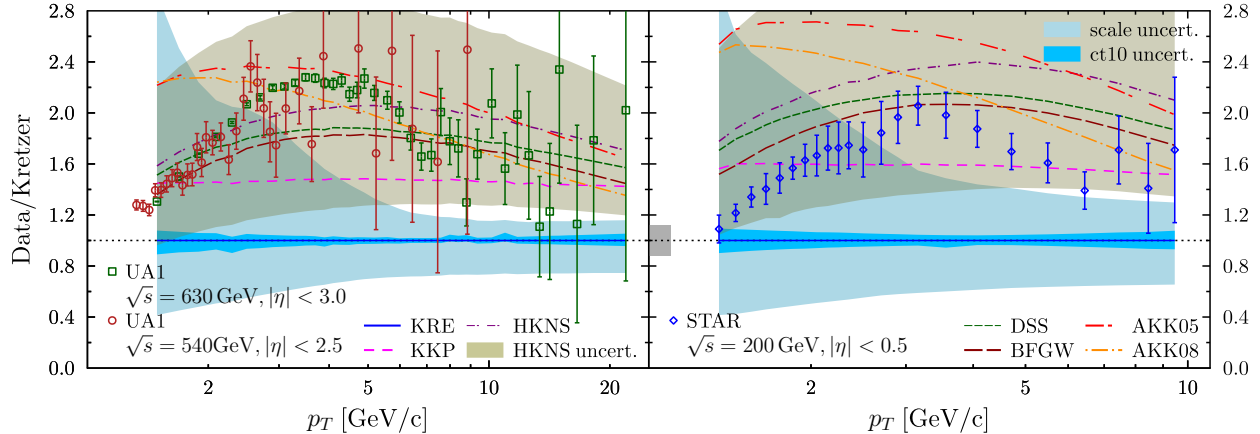 Data/Kretzer
2.8
2.4
2.0
1.6
1.2
0.8
0.4
0.0
UA1
√s = 630 GeV, |η| < 3.0
UA1
√s = 540GeV, |η| < 2.5
KRE
KKP
HKNS
HKNS uncert.
2
5
10
20
p_T [GeV/c]
scale uncert.
ct10 uncert.
STAR
√s = 200 GeV, |η| < 0.5
DSS
BFGW
AKK05
AKK08
2.8
2.4
2.0
1.6
1.2
0.8
0.4
0.0
2
5
10
p_T [GeV/c]